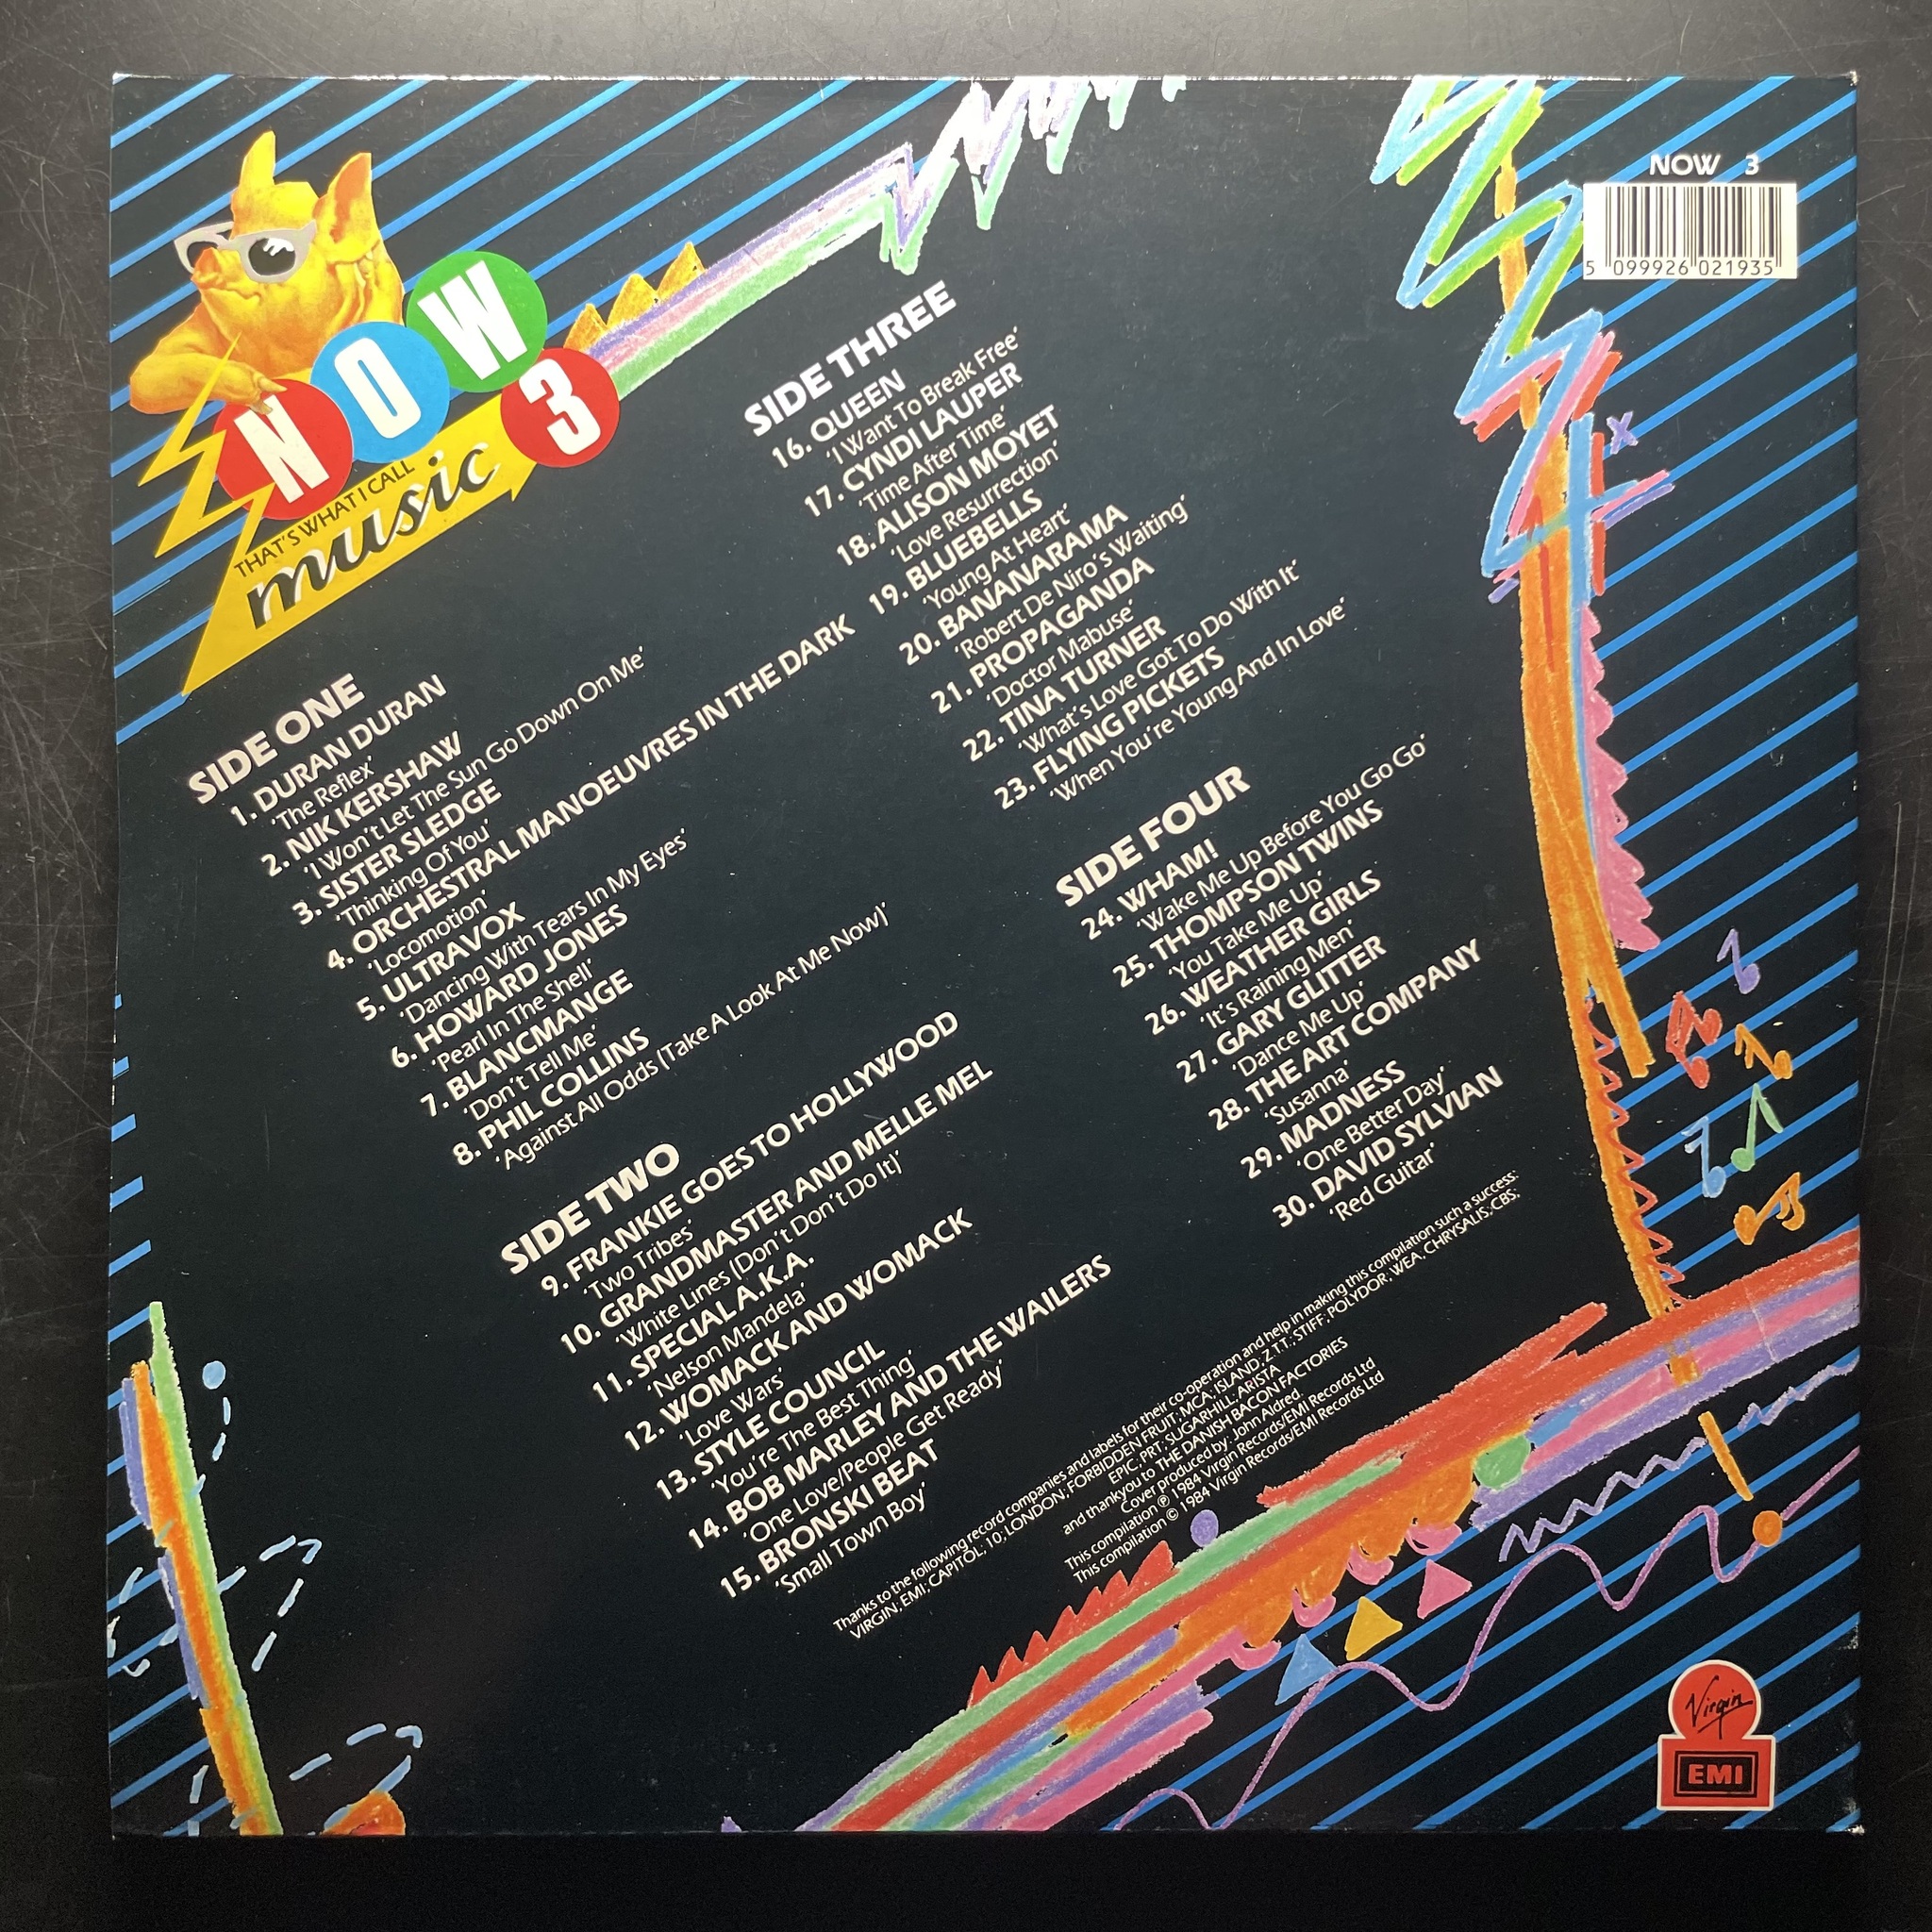 NOW 3
5 099926 021935
NOW
3
THAT'S WHAT I CALL
music
SIDE ONE
1. DURAN DURAN
'The Reflex'
2. NIK KERSHAW
'I Won't Let The Sun Go Down On Me'
3. SISTER SLEDGE
'Thinking Of You'
4. ORCHESTRAL MANOEUVRES IN THE DARK
'Locomotion'
5. ULTRAVOX
'Dancing With Tears In My Eyes'
6. HOWARD JONES
'Pearl In The Shell'
7. BLANCMANGE
'Don't Tell Me'
8. PHIL COLLINS
'Against All Odds (Take A Look At Me Now)'
SIDE TWO
9. FRANKIE GOES TO HOLLYWOOD
'Two Tribes'
10. GRANDMASTER AND MELLE MEL
'White Lines (Don't Don't Do It)'
11. SPECIAL A.K.A.
'Nelson Mandela'
12. WOMACK AND WOMACK
'Love Wars'
13. STYLE COUNCIL
'You're The Best Thing'
14. BOB MARLEY AND THE WAILERS
'One Love/People Get Ready'
15. BRONSKI BEAT
'Small Town Boy'
SIDE THREE
16. QUEEN
'I Want To Break Free'
17. CYNDI LAUPER
'Time After Time'
18. ALISON MOYET
'Love Resurrection'
19. BLUEBELLS
'Young At Heart'
20. BANANARAMA
'Robert De Niro's Waiting'
21. PROPAGANDA
'Doctor Mabuse'
22. TINA TURNER
'What's Love Got To Do With It'
23. FLYING PICKETS
'When You're Young And In Love'
SIDE FOUR
24. WHAM!
'Wake Me Up Before You Go Go'
25. THOMPSON TWINS
'You Take Me Up'
26. WEATHER GIRLS
'It's Raining Men'
27. GARY GLITTER
'Dance Me Up'
28. THE ART COMPANY
'Susanna'
29. MADNESS
'One Better Day'
30. DAVID SYLVIAN
'Red Guitar'
Thanks to the following record companies and labels for their co-operation and help in making this compilation such a success:
VIRGIN; EMI; CAPITOL; 10; LONDON; FORBIDDEN FRUIT; MCA; ISLAND; Z.T.T.; STIFF; POLYDOR; WEA; CHRYSALIS; CBS;
EPIC; PRT; SUGARHILL; ARISTA
and thankyou to THE DANISH BACON FACTORIES
Cover produced by: John Aldred.
This compilation ℗ 1984 Virgin Records/EMI Records Ltd
This compilation © 1984 Virgin Records/EMI Records Ltd
Virgin
EMI